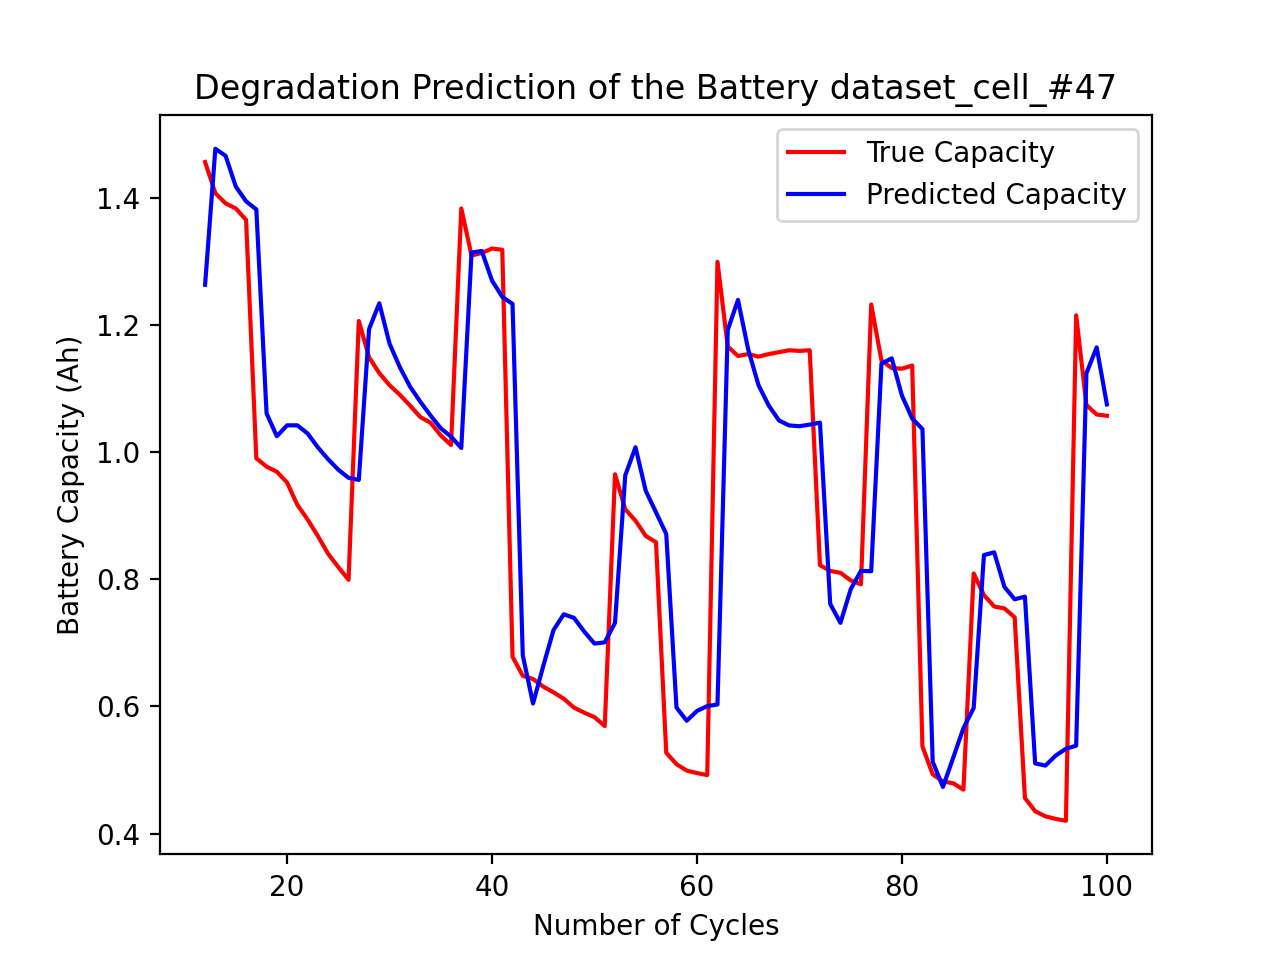 Degradation Prediction of the Battery dataset_cell_#47
True Capacity
Predicted Capacity
Battery Capacity (Ah)
1.4
1.2
1.0
0.8
0.6
0.4
20 40 60 80 100
Number of Cycles